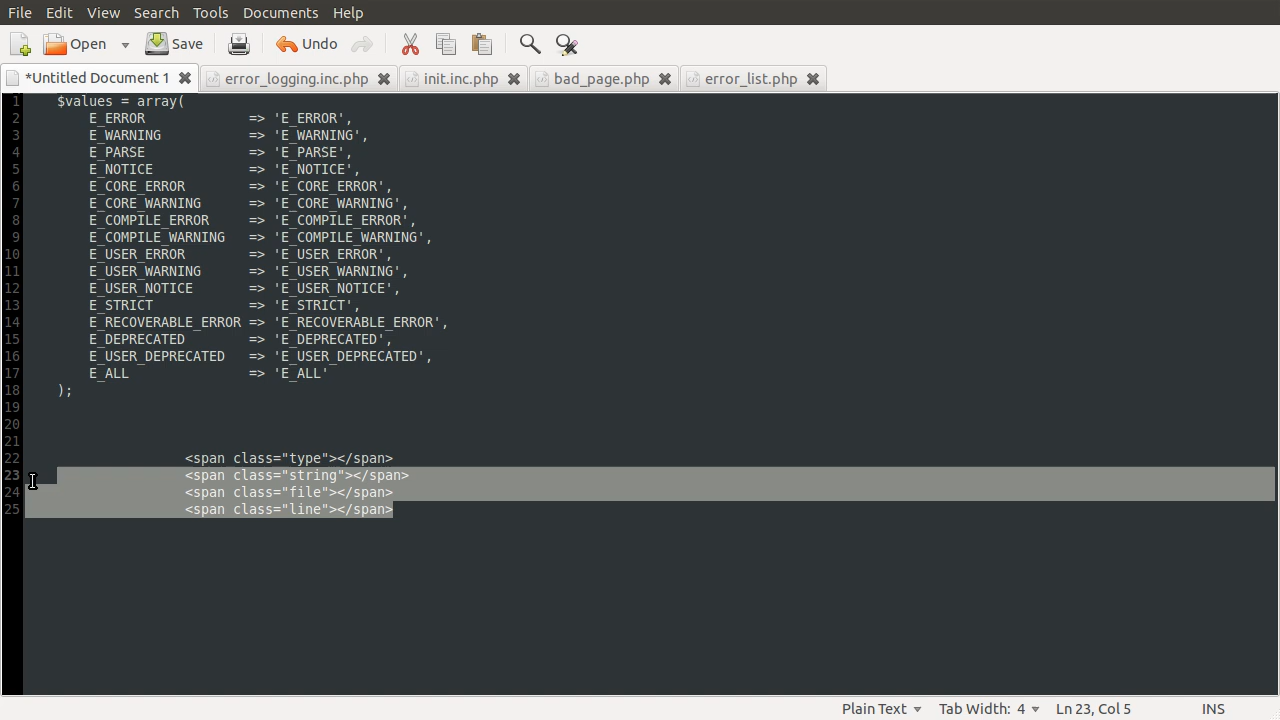 File Edit View Search Tools Documents Help
Open Save Undo
*Untitled Document 1 error_logging.inc.php init.inc.php bad_page.php error_list.php
1 $values = array(
2 E_ERROR => 'E_ERROR',
3 E_WARNING => 'E_WARNING',
4 E_PARSE => 'E_PARSE',
5 E_NOTICE => 'E_NOTICE',
6 E_CORE_ERROR => 'E_CORE_ERROR',
7 E_CORE_WARNING => 'E_CORE_WARNING',
8 E_COMPILE_ERROR => 'E_COMPILE_ERROR',
9 E_COMPILE_WARNING => 'E_COMPILE_WARNING',
10 E_USER_ERROR => 'E_USER_ERROR',
11 E_USER_WARNING => 'E_USER_WARNING',
12 E_USER_NOTICE => 'E_USER_NOTICE',
13 E_STRICT => 'E_STRICT',
14 E_RECOVERABLE_ERROR => 'E_RECOVERABLE_ERROR',
15 E_DEPRECATED => 'E_DEPRECATED',
16 E_USER_DEPRECATED => 'E_USER_DEPRECATED',
17 E_ALL => 'E_ALL'
18 );
19
20
21
22 <span class="type"></span>
23 <span class="string"></span>
24 <span class="file"></span>
25 <span class="line"></span>
Plain Text Tab Width: 4 Ln 23, Col 5 INS